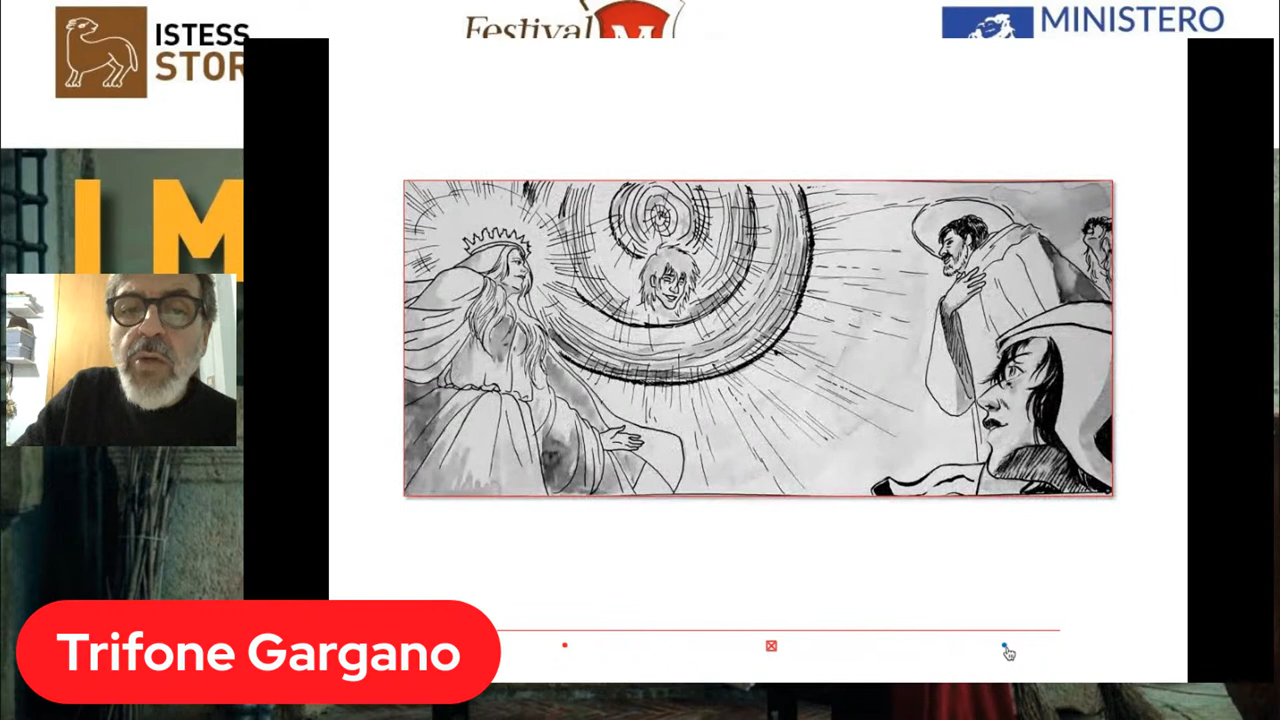 ISTESS
STOR
Festival
M
MINISTERO
I M
Trifone Gargano